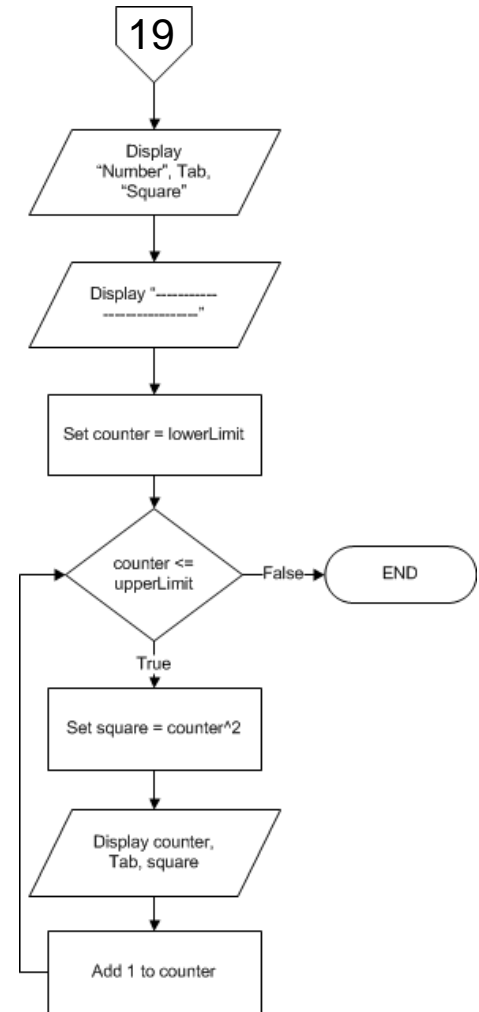 19
Display
“Number”, Tab,
“Square”
Display “-----------
-----------------”
Set counter = lowerLimit
counter <=
upperLimit
False
END
True
Set square = counter^2
Display counter,
Tab, square
Add 1 to counter